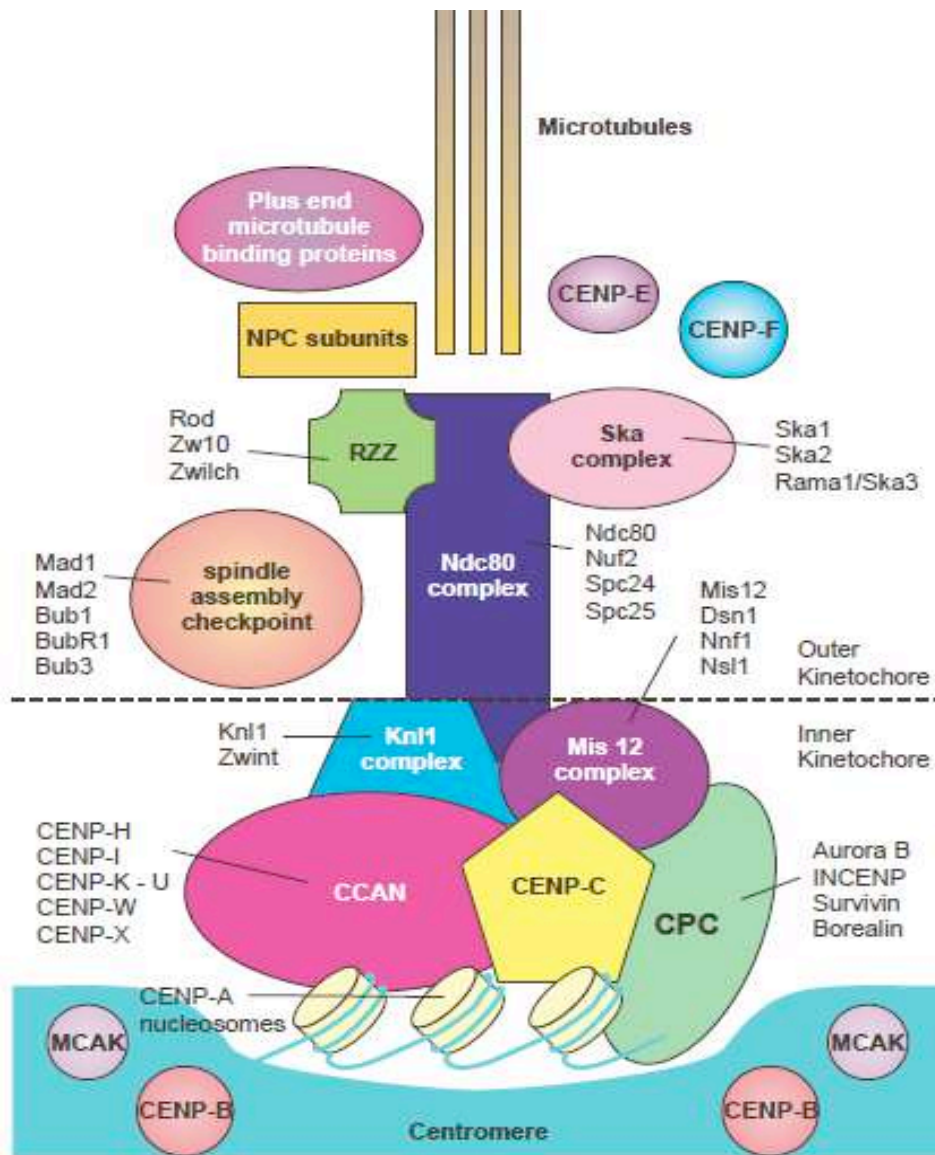 Microtubules
Plus end
microtubule
binding proteins
CENP-E
CENP-F
NPC subunits
Rod
Zw10
Zwilch
RZZ
Ska
complex
Ska1
Ska2
Rama1/Ska3
Mad1
Mad2
Bub1
BubR1
Bub3
spindle
assembly
checkpoint
Ndc80
complex
Ndc80
Nuf2
Spc24
Spc25
Mis12
Dsn1
Nnf1
Nsl1
Outer
Kinetochore
Knl1
Zwint
Knl1
complex
Mis 12
complex
Inner
Kinetochore
CENP-H
CENP-I
CENP-K - U
CENP-W
CENP-X
CCAN
CENP-C
CPC
Aurora B
INCENP
Survivin
Borealin
CENP-A
nucleosomes
MCAK
MCAK
CENP-B
CENP-B
Centromere